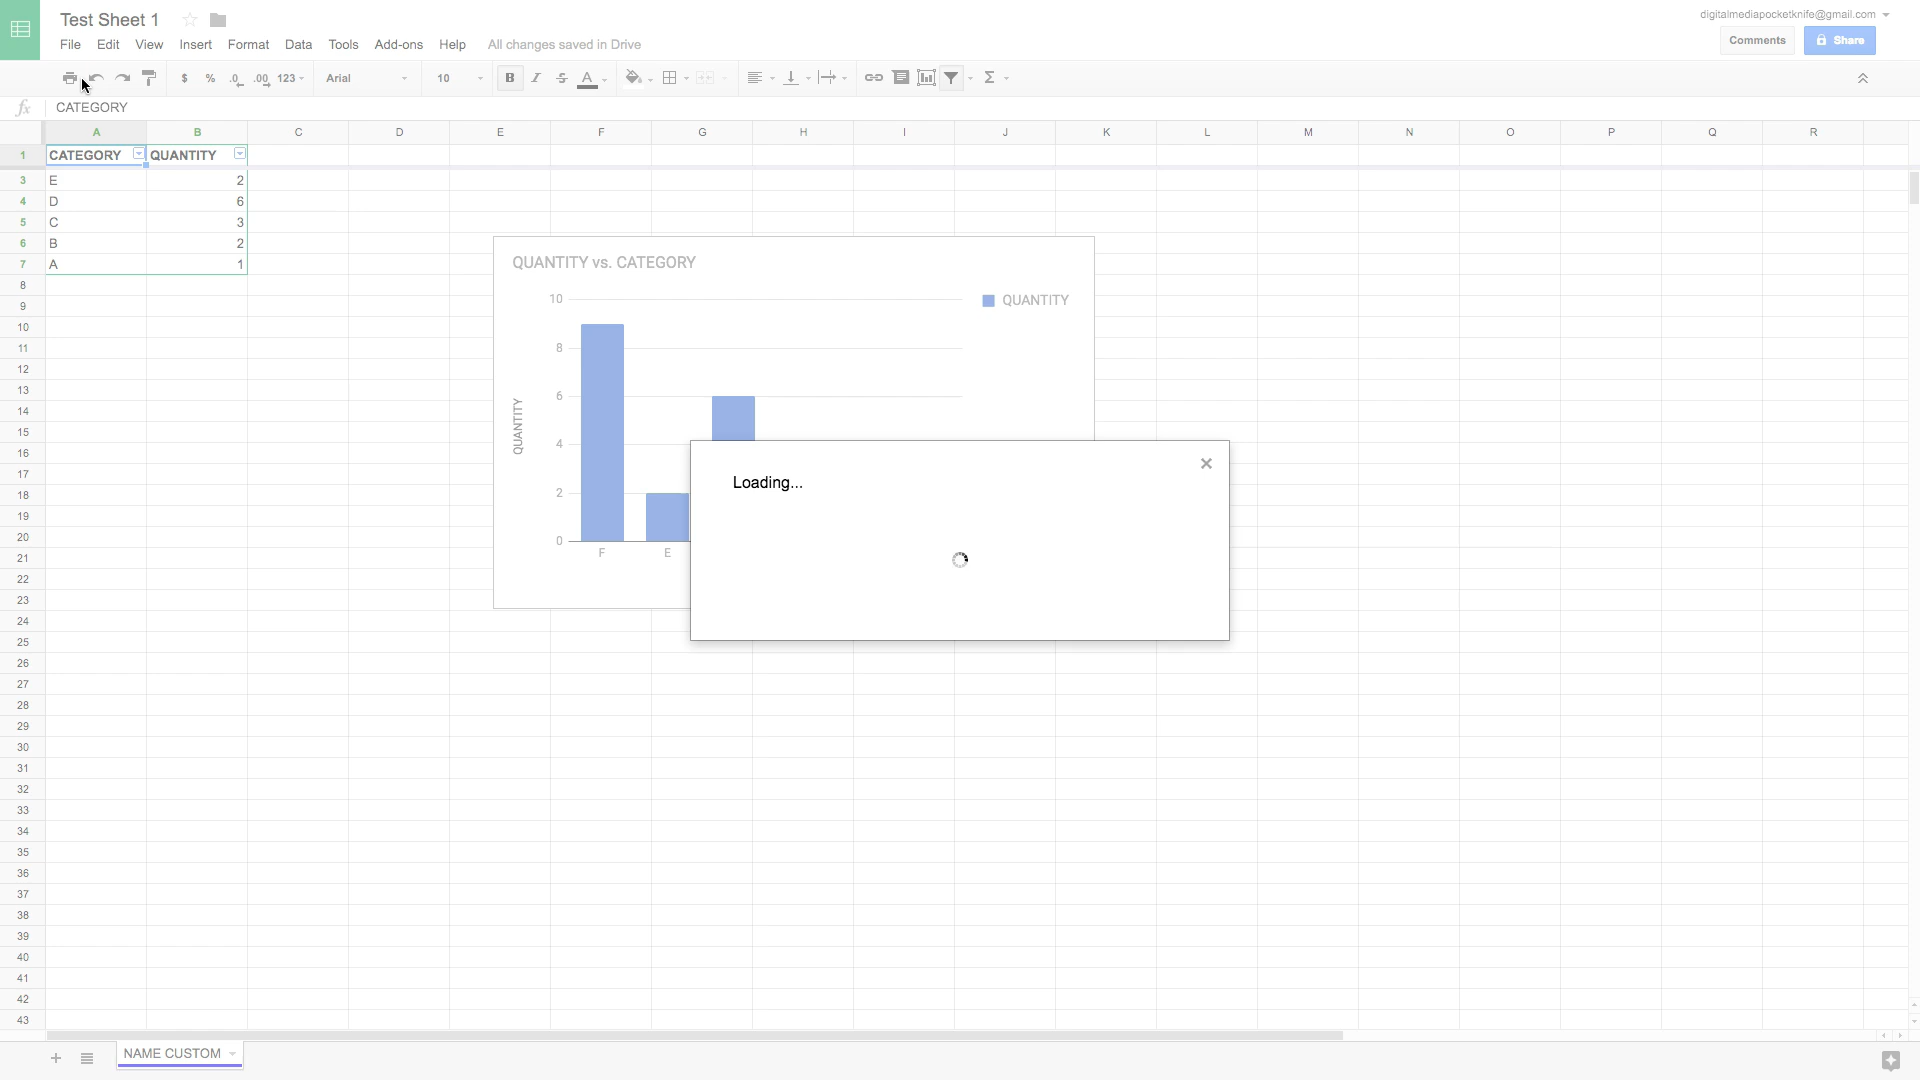 Test Sheet 1
digitalmediapocketknife@gmail.com
File Edit View Insert Format Data Tools Add-ons Help All changes saved in Drive
Comments Share
$ % .0 .00 123 Arial 10 B I S A Σ
fx CATEGORY
A B C D E F G H I J K L M N O P Q R
1 CATEGORY QUANTITY
3 E 2
4 D 6
5 C 3
6 B 2
7 A 1
8
9
10
11
12
13
14
15
16
17
18
19
20
21
22
23
24
25
26
27
28
29
30
31
32
33
34
35
36
37
38
39
40
41
42
43
QUANTITY vs. CATEGORY
QUANTITY
QUANTITY
10
8
6
4
2
0
F E
Loading...
NAME CUSTOM